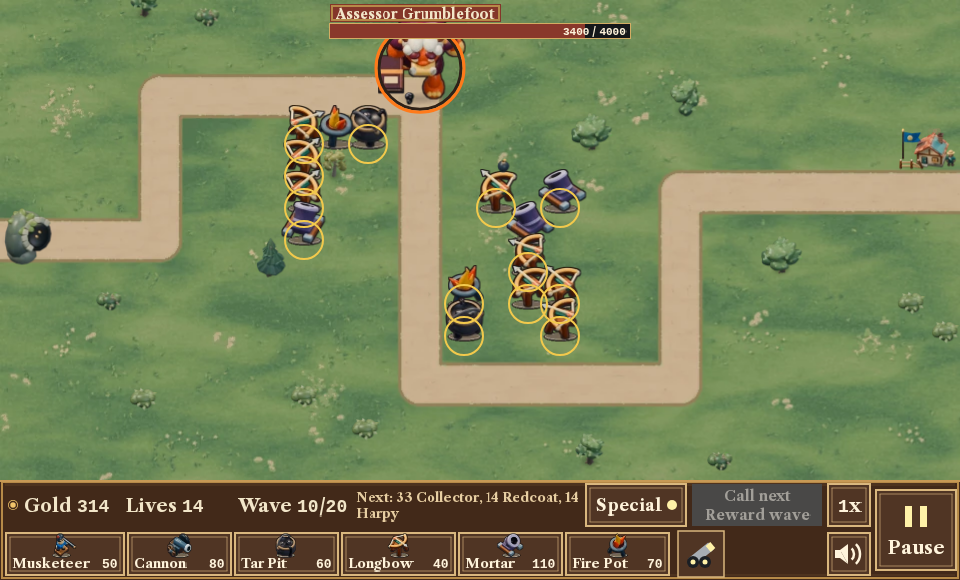 Assessor Grumblefoot
3400 / 4000
Gold 314 Lives 14 Wave 10/20
Next: 33 Collector, 14 Redcoat, 14
Harpy
Special
Call next
Reward wave
1x
Pause
Musketeer 50
Cannon 80
Tar Pit 60
Longbow 40
Mortar 110
Fire Pot 70